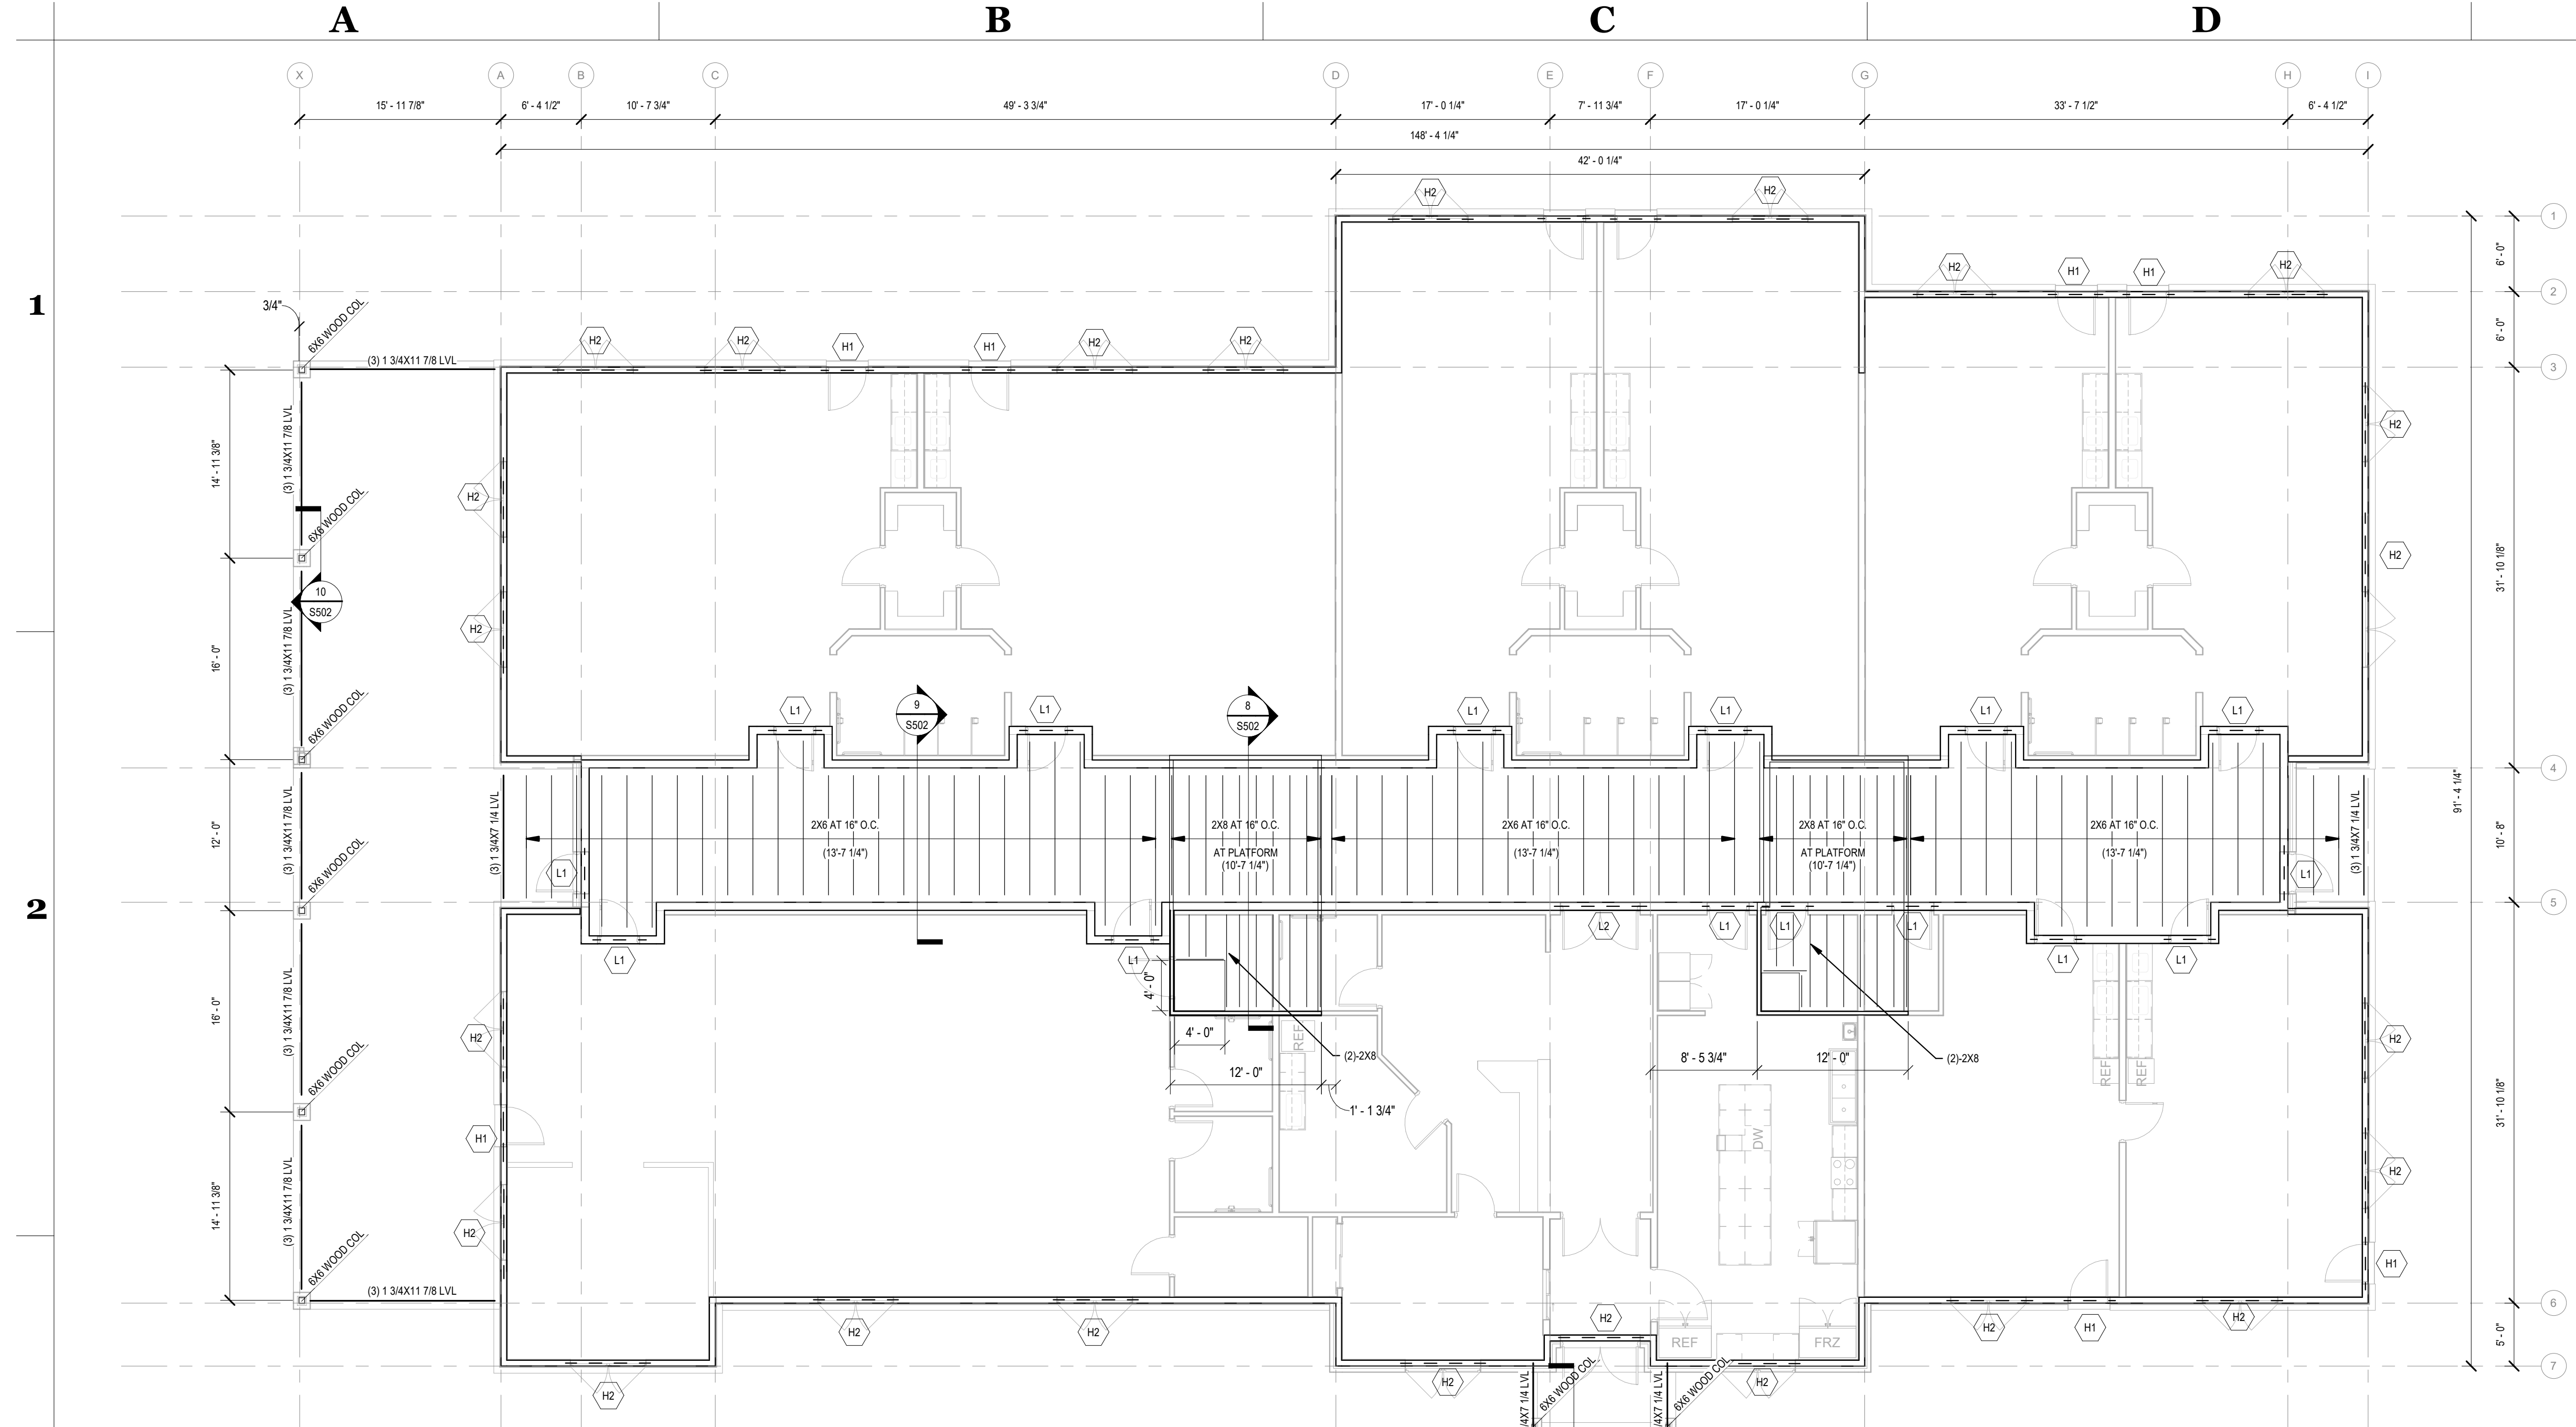 A B C D
X A B C D E F G H I
15' - 11 7/8" 6' - 4 1/2" 10' - 7 3/4" 49' - 3 3/4" 17' - 0 1/4" 7' - 11 3/4" 17' - 0 1/4" 33' - 7 1/2" 6' - 4 1/2"
148' - 4 1/4"
42' - 0 1/4"
H2 H2
1
6' - 0"
H2 H1 H1 H2
2
1
3/4"
6X6 WOOD COL
6' - 0"
H2 H2 H1 H1 H2 H2
(3) 1 3/4X11 7/8 LVL
3
H2
14' - 11 3/8"
(3) 1 3/4X11 7/8 LVL
H2
6X6 WOOD COL
H2
31' - 10 1/8"
10
S502
H2
16' - 0"
(3) 1 3/4X11 7/8 LVL
6X6 WOOD COL
L1
9
S502
L1
8
S502
L1 L1 L1 L1
4
91' - 4 1/4"
12' - 0"
(3) 1 3/4X11 7/8 LVL
(3) 1 3/4X7 1/4 LVL
2X6 AT 16" O.C.
(13'-7 1/4")
2X8 AT 16" O.C.
AT PLATFORM
(10'-7 1/4")
2X6 AT 16" O.C.
(13'-7 1/4")
2X8 AT 16" O.C.
AT PLATFORM
(10'-7 1/4")
2X6 AT 16" O.C.
(13'-7 1/4")
(3) 1 3/4X7 1/4 LVL
10' - 8"
6X6 WOOD COL
L1 L1
2
5
L2 L1 L1 L1
L1 L1 L1 L1
4' - 0"
16' - 0"
(3) 1 3/4X11 7/8 LVL
H2
4' - 0"
REF
(2)-2X8
8' - 5 3/4"
12' - 0"
(2)-2X8
REF REF
H2
6X6 WOOD COL
12' - 0"
1' - 1 3/4"
31' - 10 1/8"
H1
DW
H2
14' - 11 3/8"
(3) 1 3/4X11 7/8 LVL
H2
6X6 WOOD COL
H1
(3) 1 3/4X11 7/8 LVL
6
H2 H2 H2 H2 H1 H2
REF FRZ
5' - 0"
7
H2 H2 H2
6X6 WOOD COL
6X6 WOOD COL
/4X7 1/4 LVL
/4X7 1/4 LVL